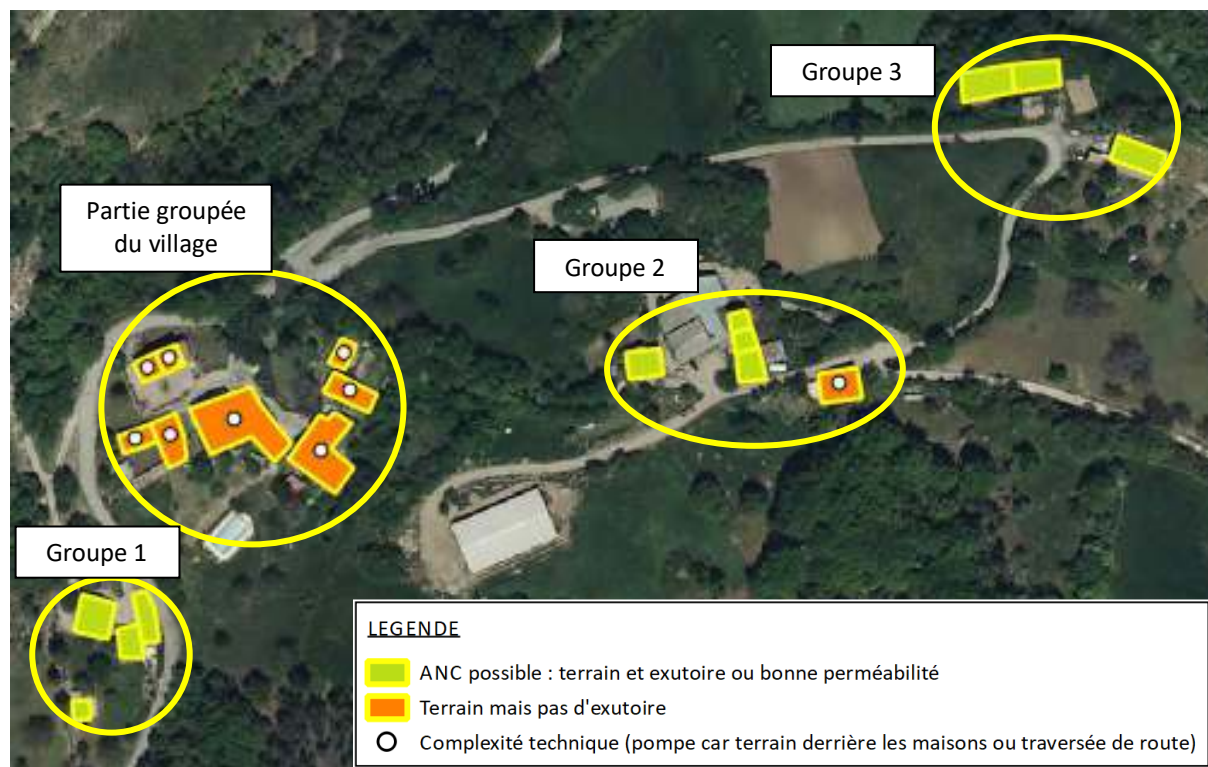 Groupe 3
Partie groupée
du village
Groupe 2
Groupe 1
LEGENDE
ANC possible : terrain et exutoire ou bonne perméabilité
Terrain mais pas d'exutoire
Complexité technique (pompe car terrain derrière les maisons ou traversée de route)